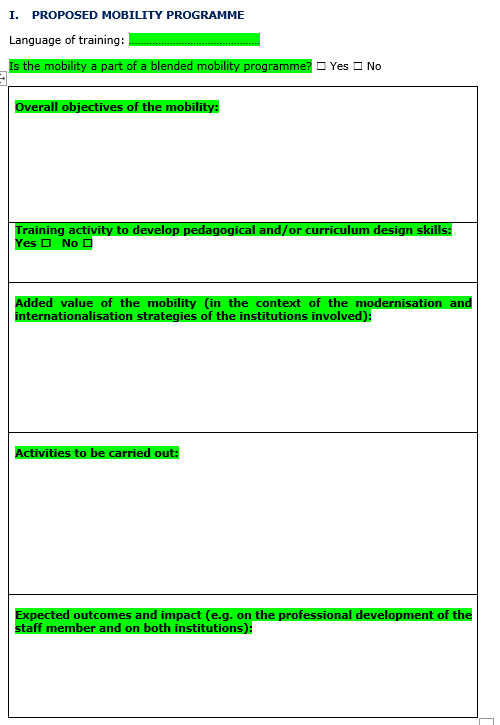 I. PROPOSED MOBILITY PROGRAMME
Language of training: ............................................
Is the mobility a part of a blended mobility programme? ☐ Yes ☐ No
Overall objectives of the mobility:
Training activity to develop pedagogical and/or curriculum design skills:
Yes ☐ No ☐
Added value of the mobility (in the context of the modernisation and
internationalisation strategies of the institutions involved):
Activities to be carried out:
Expected outcomes and impact (e.g. on the professional development of the
staff member and on both institutions):